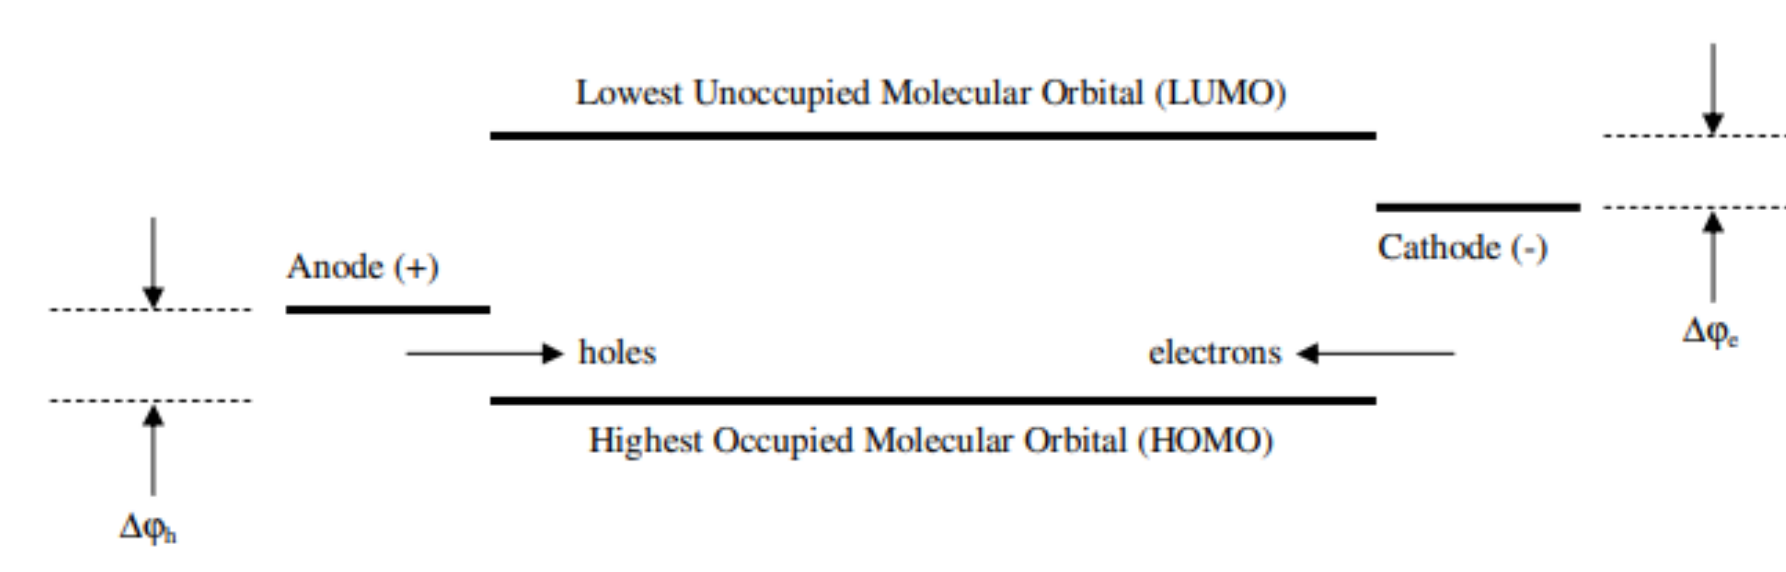 Lowest Unoccupied Molecular Orbital (LUMO)
Anode (+)
Cathode (-)
holes
electrons
Δφₑ
Highest Occupied Molecular Orbital (HOMO)
Δφₕ